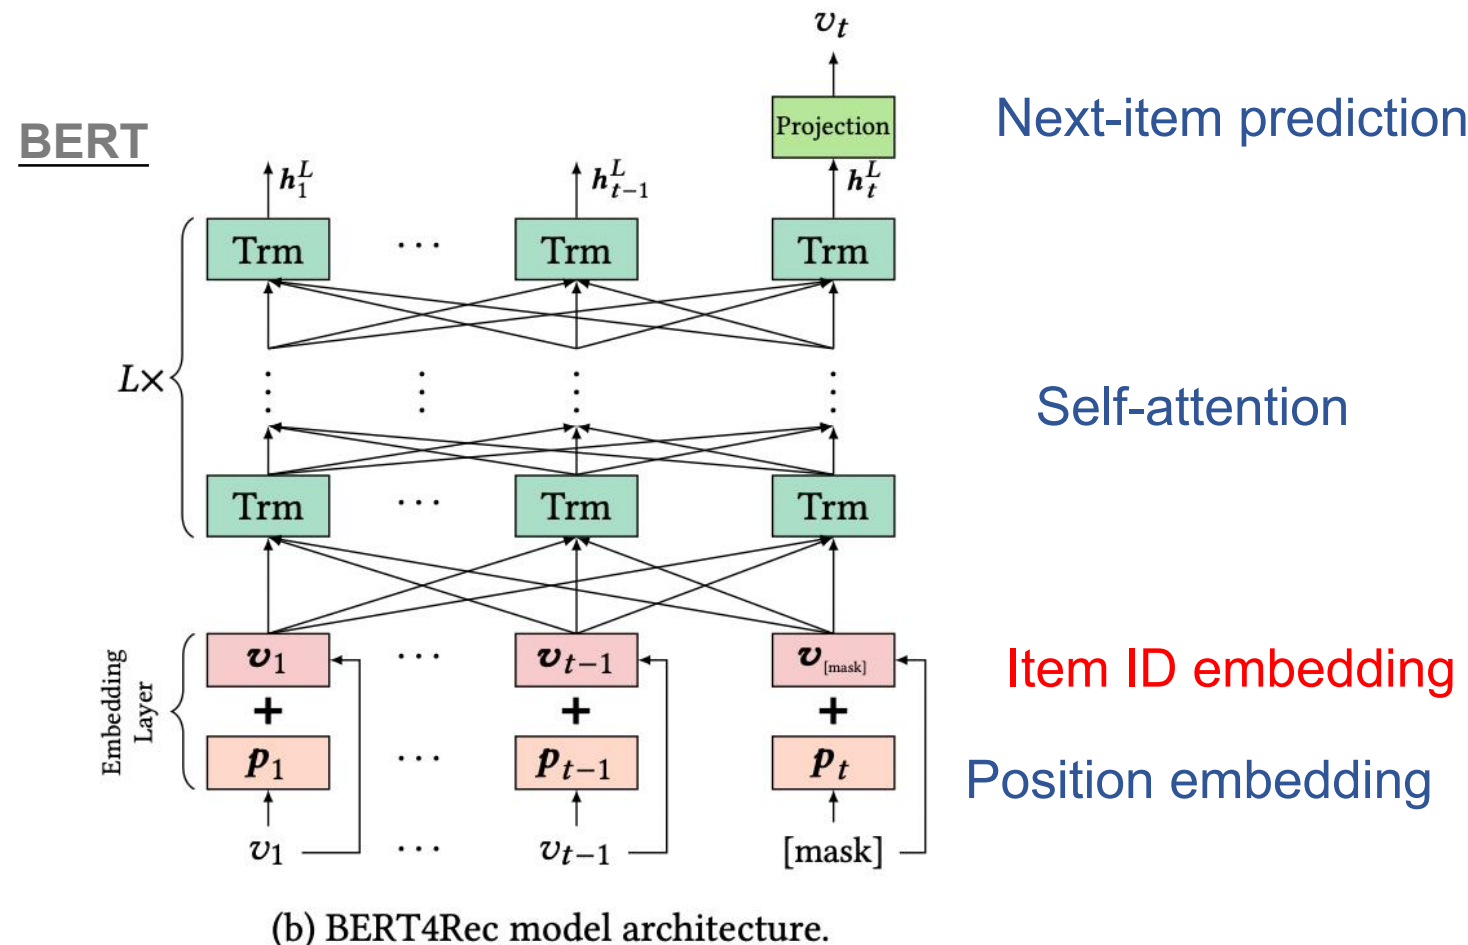 v_t
Projection
Next-item prediction
BERT
h_1^L
h_{t-1}^L
h_t^L
Trm ... Trm Trm
L×
Self-attention
Trm ... Trm Trm
Embedding Layer
v_1 ... v_{t-1} v_{[mask]}
Item ID embedding
+ + +
p_1 ... p_{t-1} p_t
Position embedding
v_1 ... v_{t-1} [mask]
(b) BERT4Rec model architecture.